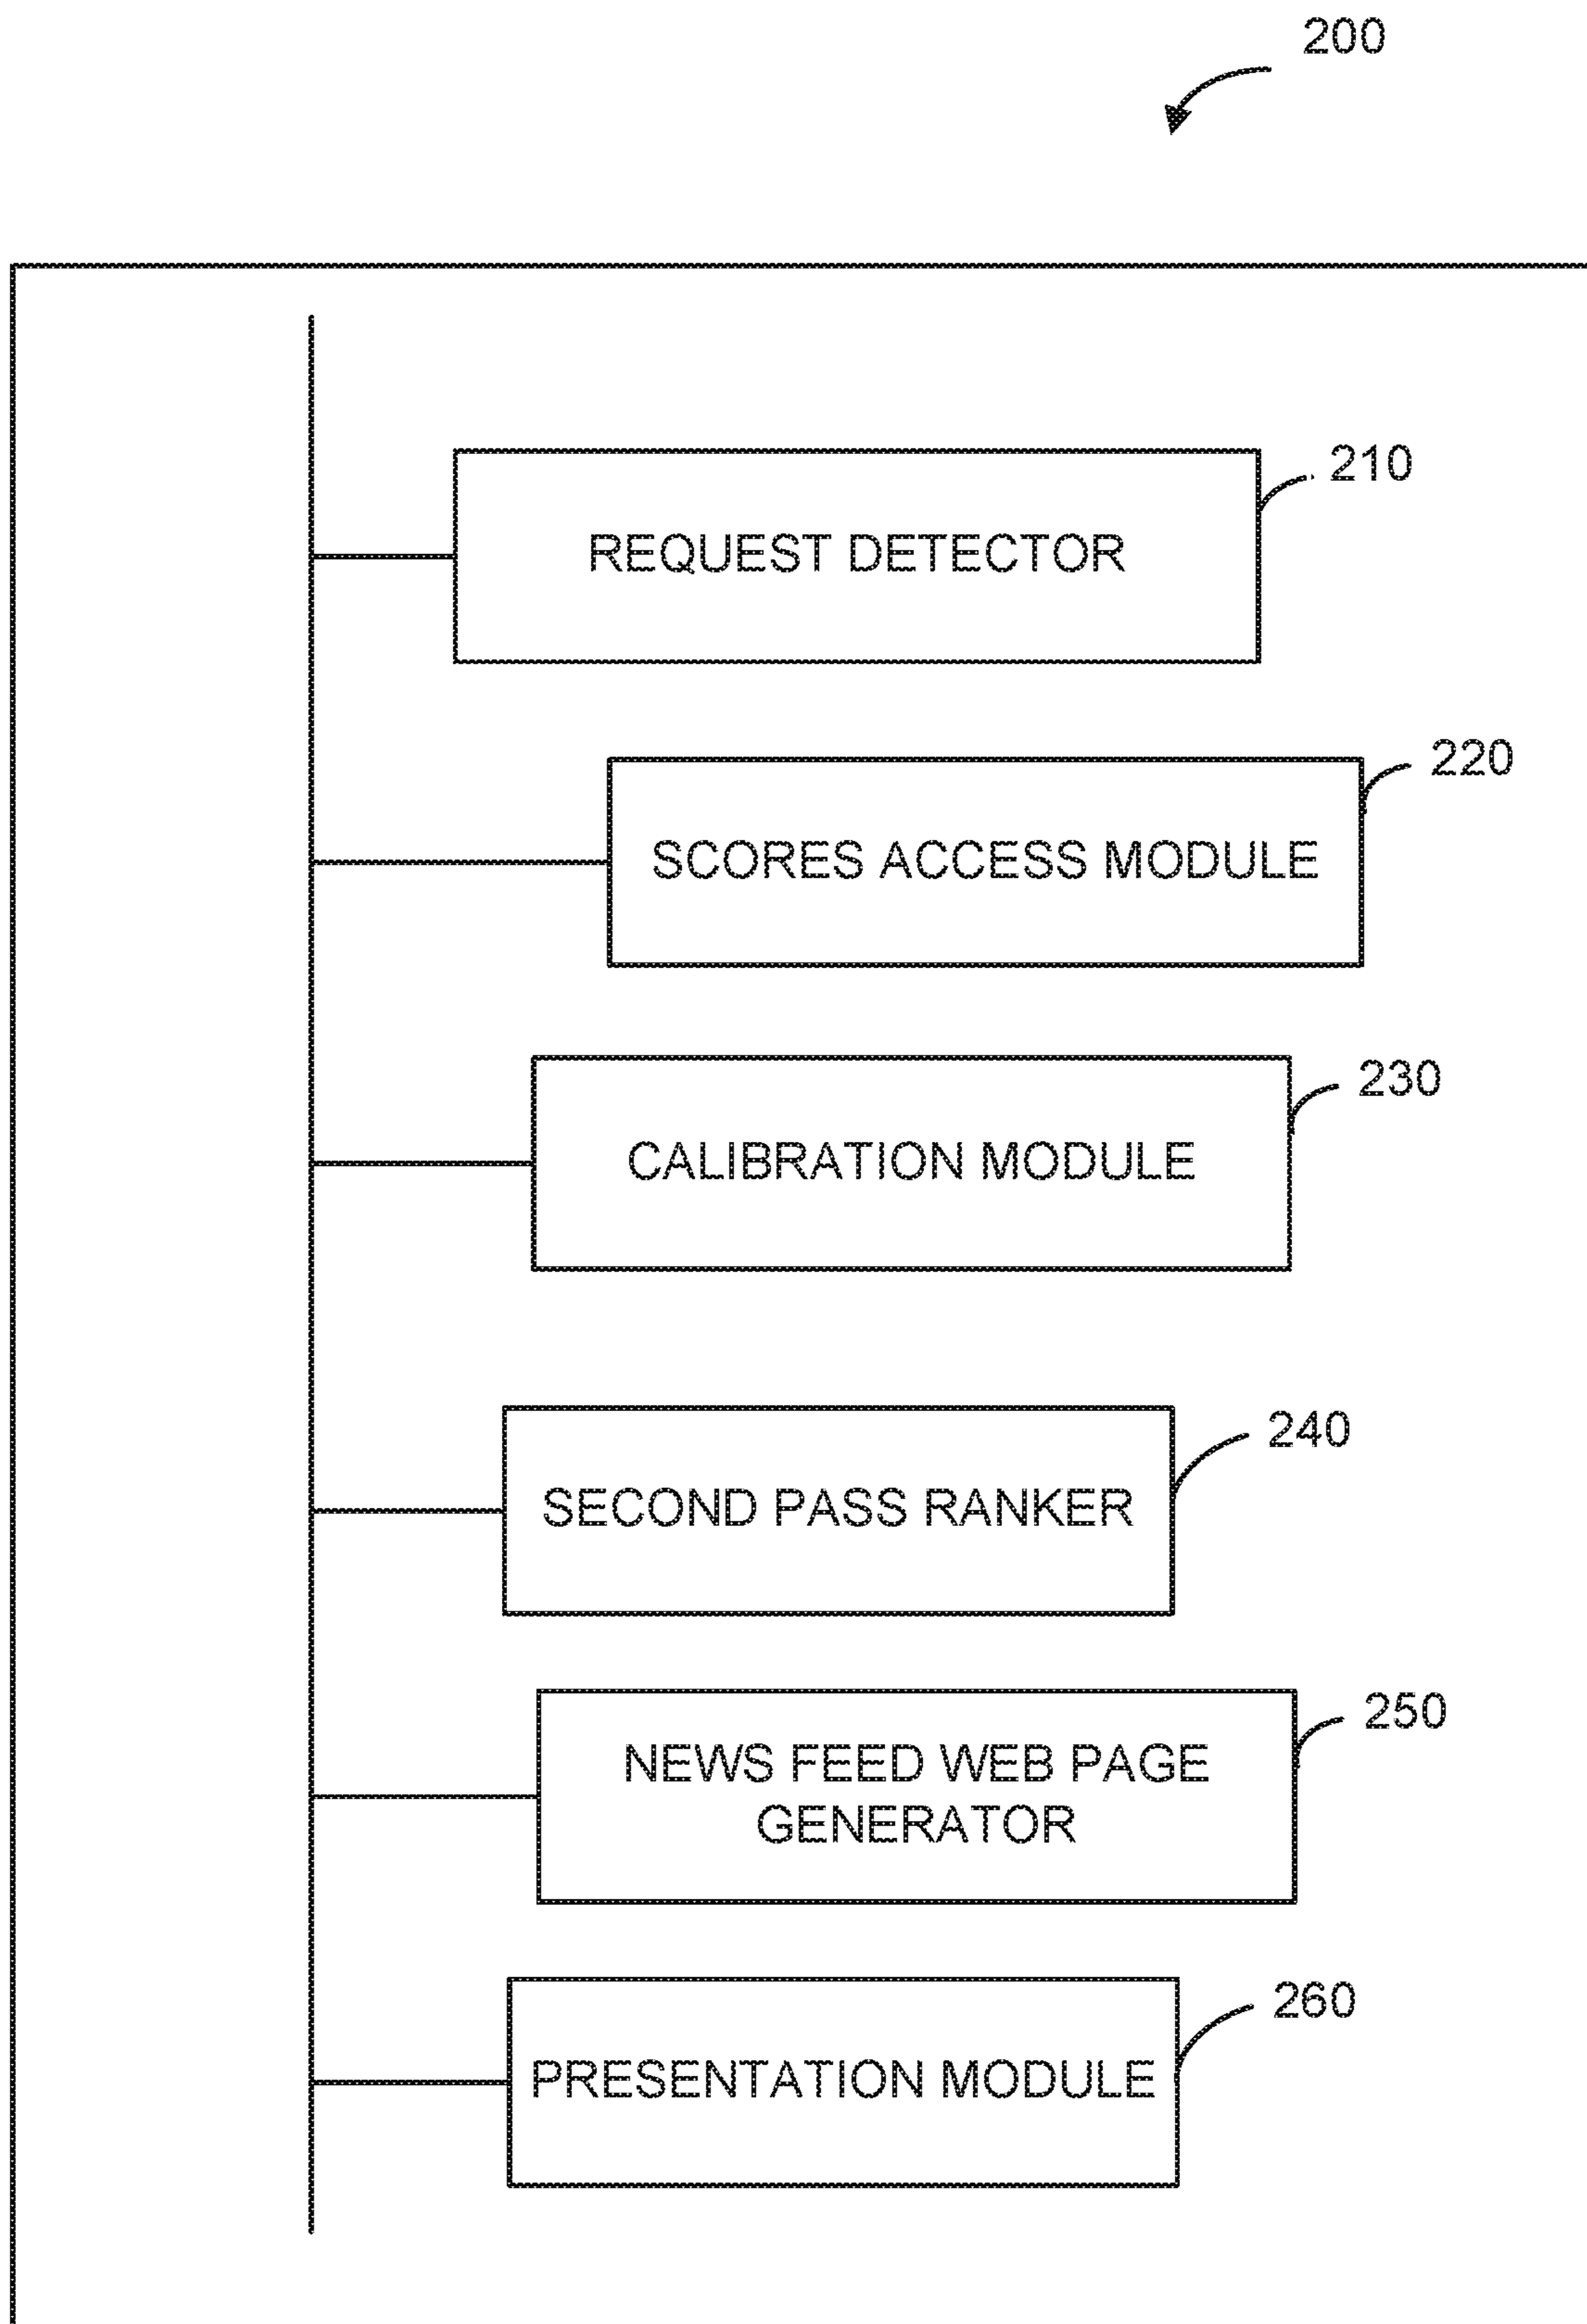 200
210
REQUEST DETECTOR
220
SCORES ACCESS MODULE
230
CALIBRATION MODULE
240
SECOND PASS RANKER
250
NEWS FEED WEB PAGE
GENERATOR
260
PRESENTATION MODULE